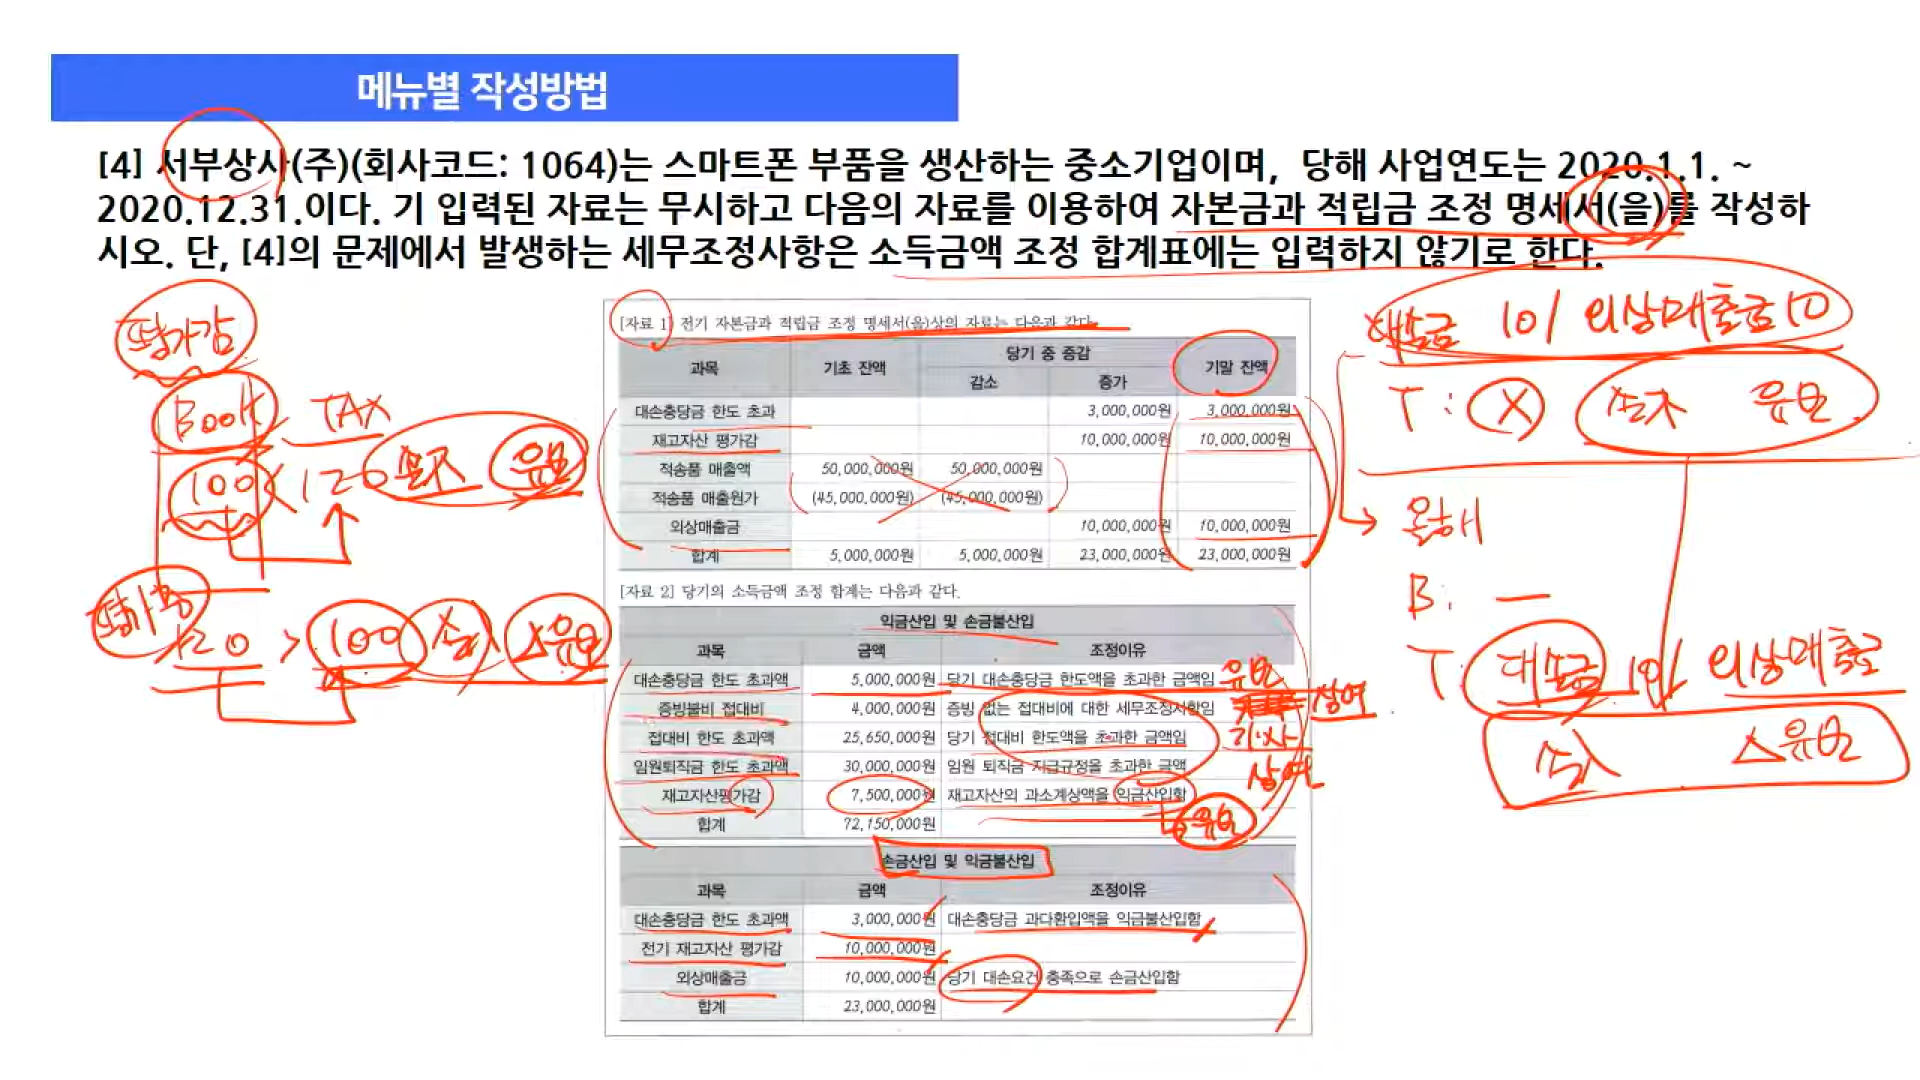 메뉴별 작성방법
[4] 서부상사(주)(회사코드: 1064)는 스마트폰 부품을 생산하는 중소기업이며, 당해 사업연도는 2020.1.1. ~
2020.12.31.이다. 기 입력된 자료는 무시하고 다음의 자료를 이용하여 자본금과 적립금 조정 명세서(을)를 작성하
시오. 단, [4]의 문제에서 발생하는 세무조정사항은 소득금액 조정 합계표에는 입력하지 않기로 한다.
[자료 1] 전기 자본금과 적립금 조정 명세서(을)상의 자료는 다음과 같다.
과목 기초 잔액 당기 중 증감 기말 잔액
감소 증가
대손충당금 한도 초과 3,000,000원 3,000,000원
재고자산 평가감 10,000,000원 10,000,000원
적송품 매출액 50,000,000원 50,000,000원
적송품 매출원가 (45,000,000원) (45,000,000원)
외상매출금 10,000,000원 10,000,000원
합계 5,000,000원 5,000,000원 23,000,000원 23,000,000원
[자료 2] 당기의 소득금액 조정 합계는 다음과 같다.
익금산입 및 손금불산입
과목 금액 조정이유
대손충당금 한도 초과액 5,000,000원 당기 대손충당금 한도액을 초과한 금액임 유보
증빙불비 접대비 4,000,000원 증빙 없는 접대비에 대한 세무조정사항임 상여
접대비 한도 초과액 25,650,000원 당기 접대비 한도액을 초과한 금액임 기·사
임원퇴직금 한도 초과액 30,000,000원 임원 퇴직금 지급규정을 초과한 금액 상여
재고자산평가감 7,500,000원 재고자산의 과소계상액을 익금산입함
유보
합계 72,150,000원
손금산입 및 익금불산입
과목 금액 조정이유
대손충당금 한도 초과액 3,000,000원 대손충당금 과다환입액을 익금불산입함
전기 재고자산 평가감 10,000,000원
외상매출금 10,000,000원 당기 대손요건 충족으로 손금산입함
합계 23,000,000원
평가감
Book TAX
100 < 120 유보
평가증
120 > 100 △유보
대손금 10/ 외상매출금 10
T: X 유보
올해
B: —
T 대손금 10/ 외상매출금
△유보